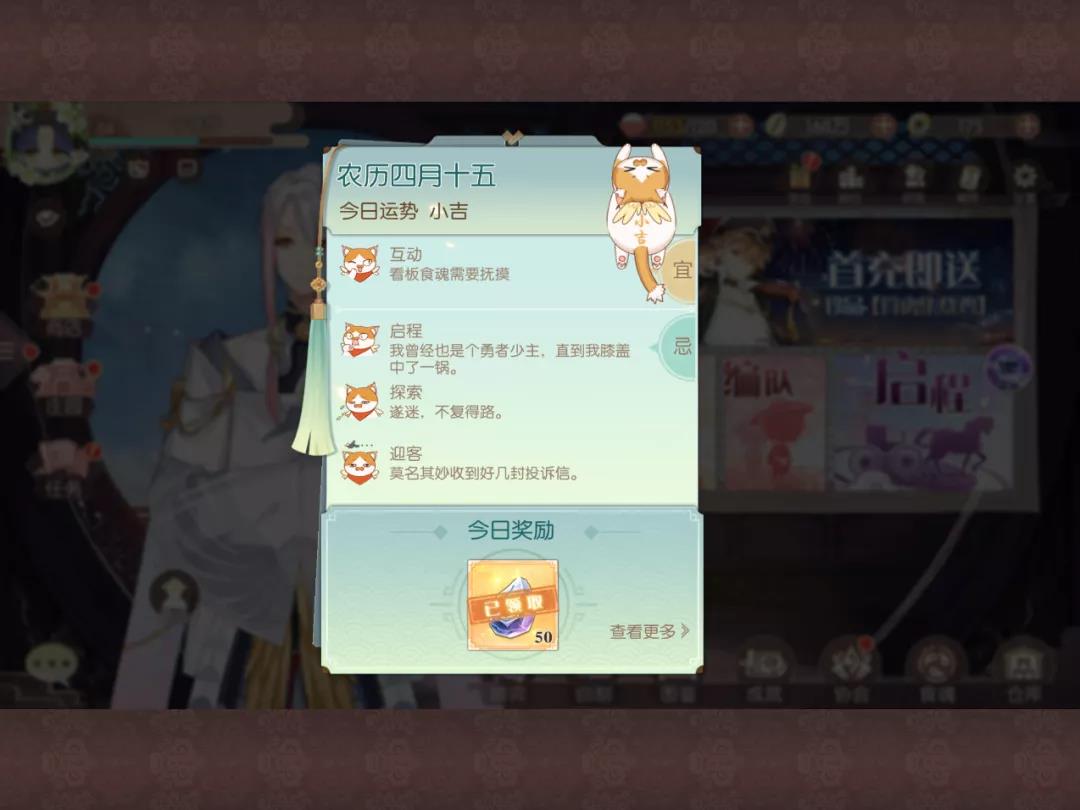 农历四月十五
今日运势 小吉
小吉
宜
互动
看板食魂需要抚摸
忌
启程
我曾经也是个勇者少主，直到我膝盖
中了一锅。
探索
遂迷，不复得路。
迎客
莫名其妙收到好几封投诉信。
今日奖励
已领取
50
查看更多
首充即送
编队
启程